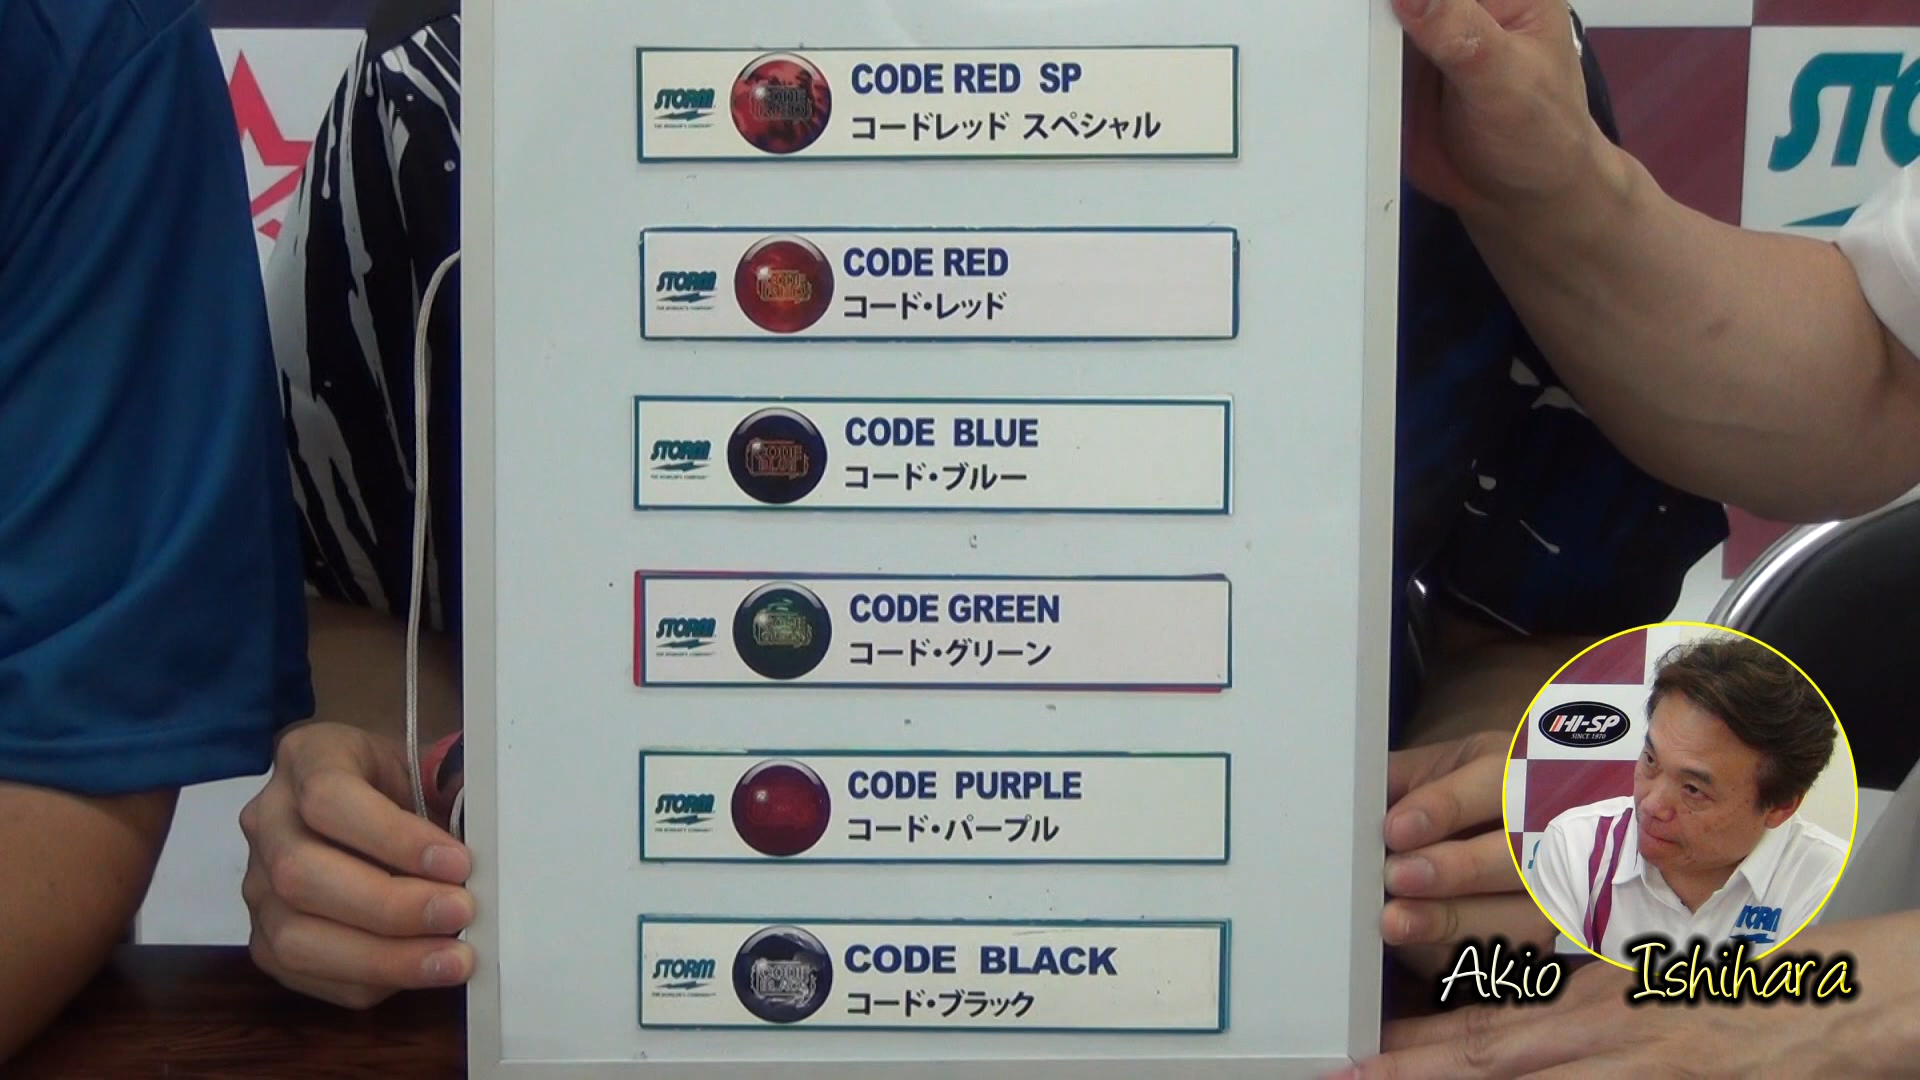 STORM
CODE RED SP
コードレッド スペシャル
STORM
CODE RED
コード・レッド
STORM
CODE BLUE
コード・ブルー
STORM
CODE GREEN
コード・グリーン
STORM
CODE PURPLE
コード・パープル
STORM
CODE BLACK
コード・ブラック
HI-SP
SINCE 1970
Akio Ishihara